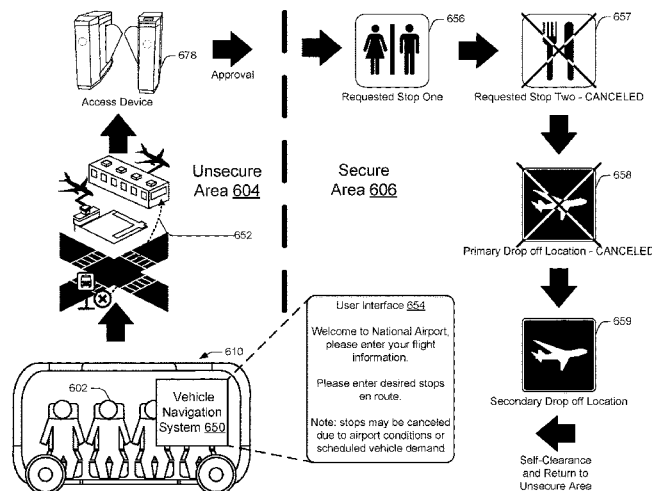 678
Approval
Access Device
656
Requested Stop One
657
Requested Stop Two - CANCELED
Unsecure
Area 604
Secure
Area 606
652
658
Primary Drop off Location - CANCELED
User Interface 654
Welcome to National Airport,
please enter your flight
information.
Please enter desired stops
en route.
Note: stops may be canceled
due to airport conditions or
scheduled vehicle demand
610
602
Vehicle
Navigation
System 650
659
Secondary Drop off Location
Self-Clearance
and Return to
Unsecure Area